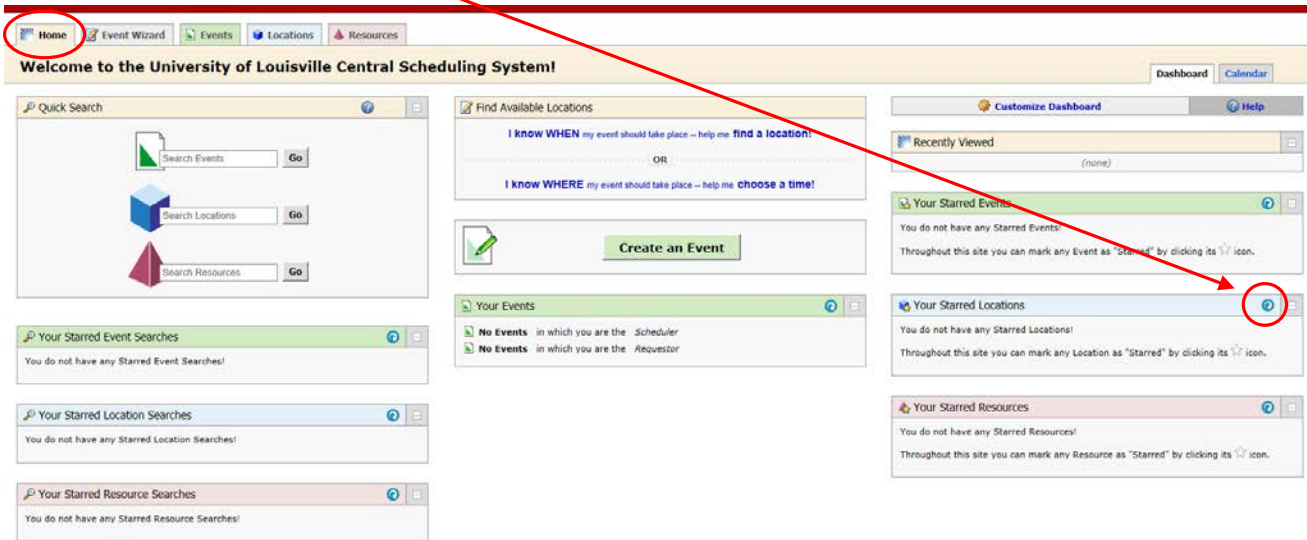 Home Event Wizard Events Locations Resources
Welcome to the University of Louisville Central Scheduling System!
Dashboard Calendar
Quick Search
Search Events Go
Search Locations Go
Search Resources Go
Your Starred Event Searches
You do not have any Starred Event Searches!
Your Starred Location Searches
You do not have any Starred Location Searches!
Your Starred Resource Searches
You do not have any Starred Resource Searches!
Find Available Locations
I know WHEN my event should take place -- help me find a location!
OR
I know WHERE my event should take place -- help me choose a time!
Create an Event
Your Events
No Events in which you are the Scheduler
No Events in which you are the Requestor
Customize Dashboard Help
Recently Viewed
(none)
Your Starred Events
You do not have any Starred Events!
Throughout this site you can mark any Event as "Starred" by clicking its icon.
Your Starred Locations
You do not have any Starred Locations!
Throughout this site you can mark any Location as "Starred" by clicking its icon.
Your Starred Resources
You do not have any Starred Resources!
Throughout this site you can mark any Resource as "Starred" by clicking its icon.